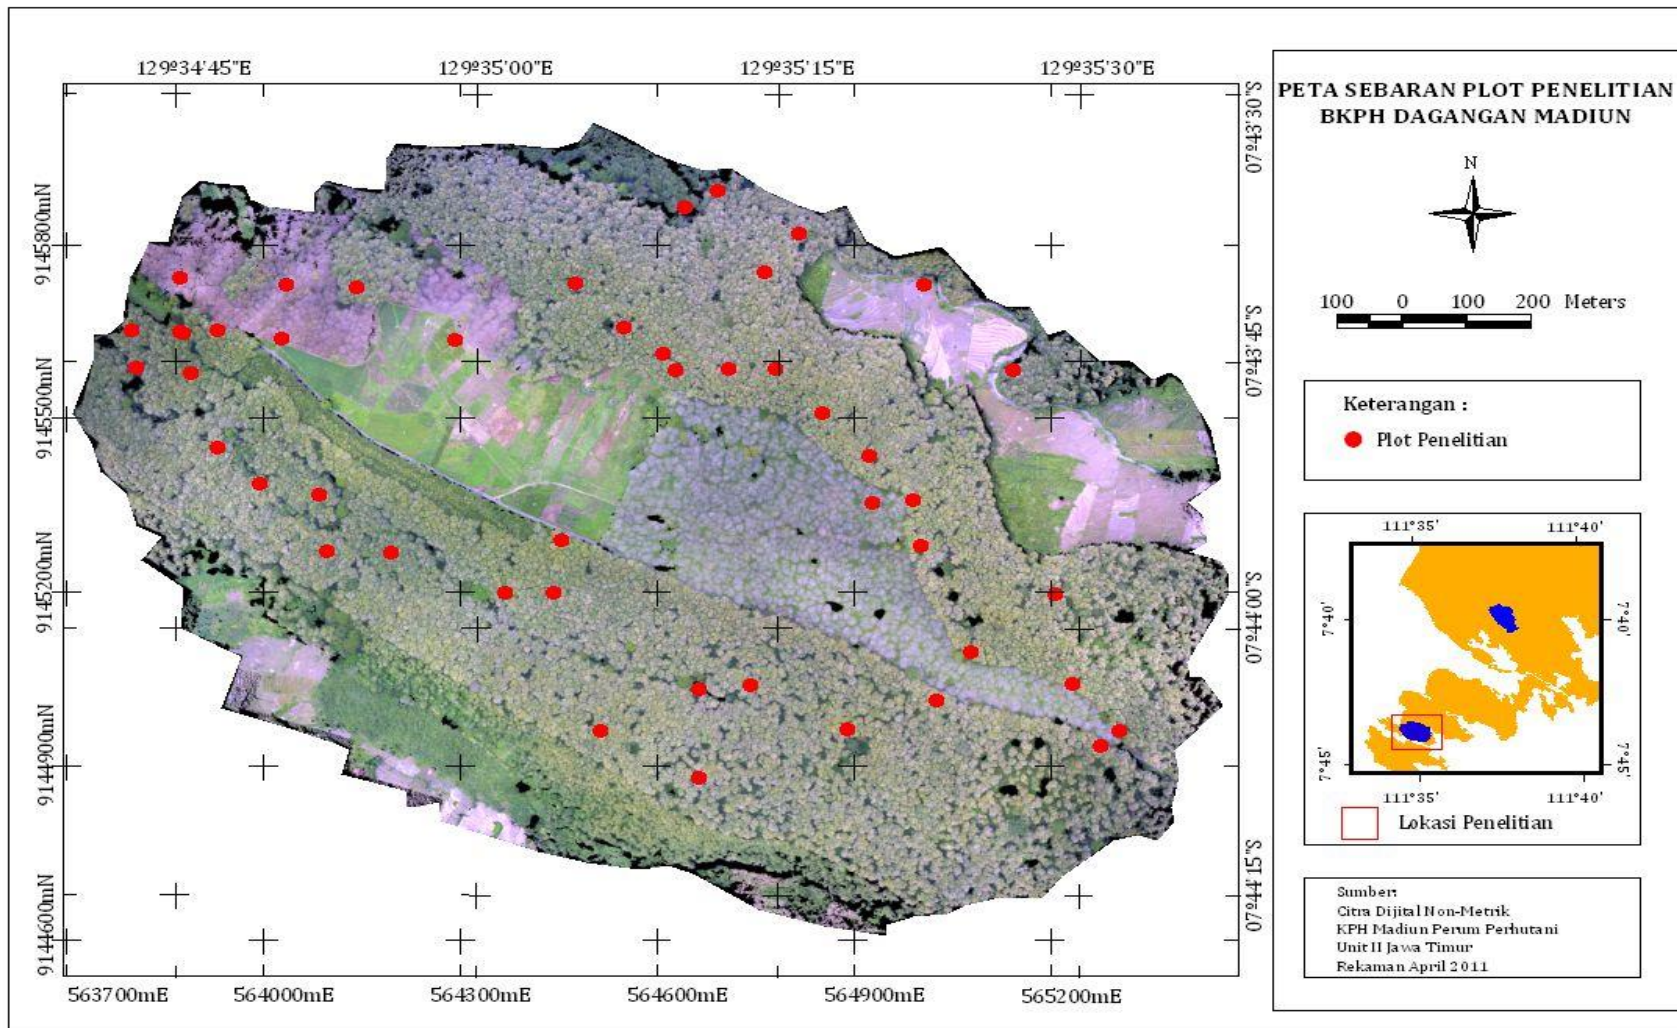 129º34'45"E
129º35'00"E
129º35'15"E
129º35'30"E
9145800mN
9145500mN
9145200mN
9144900mN
9144600mN
07º43'30"S
07º43'45"S
07º44'00"S
07º44'15"S
563700mE
564000mE
564300mE
564600mE
564900mE
565200mE
PETA SEBARAN PLOT PENELITIAN
BKPH DAGANGAN MADIUN
N
100 0 100 200 Meters
Keterangan :
Plot Penelitian
111°35' 111°40'
7°40' 7°40'
7°45' 7°45'
111°35' 111°40'
Lokasi Penelitian
Sumber:
Citra Dijital Non-Metrik
KPH Madiun Perum Perhutani
Unit II Jawa Timur
Rekaman April 2011